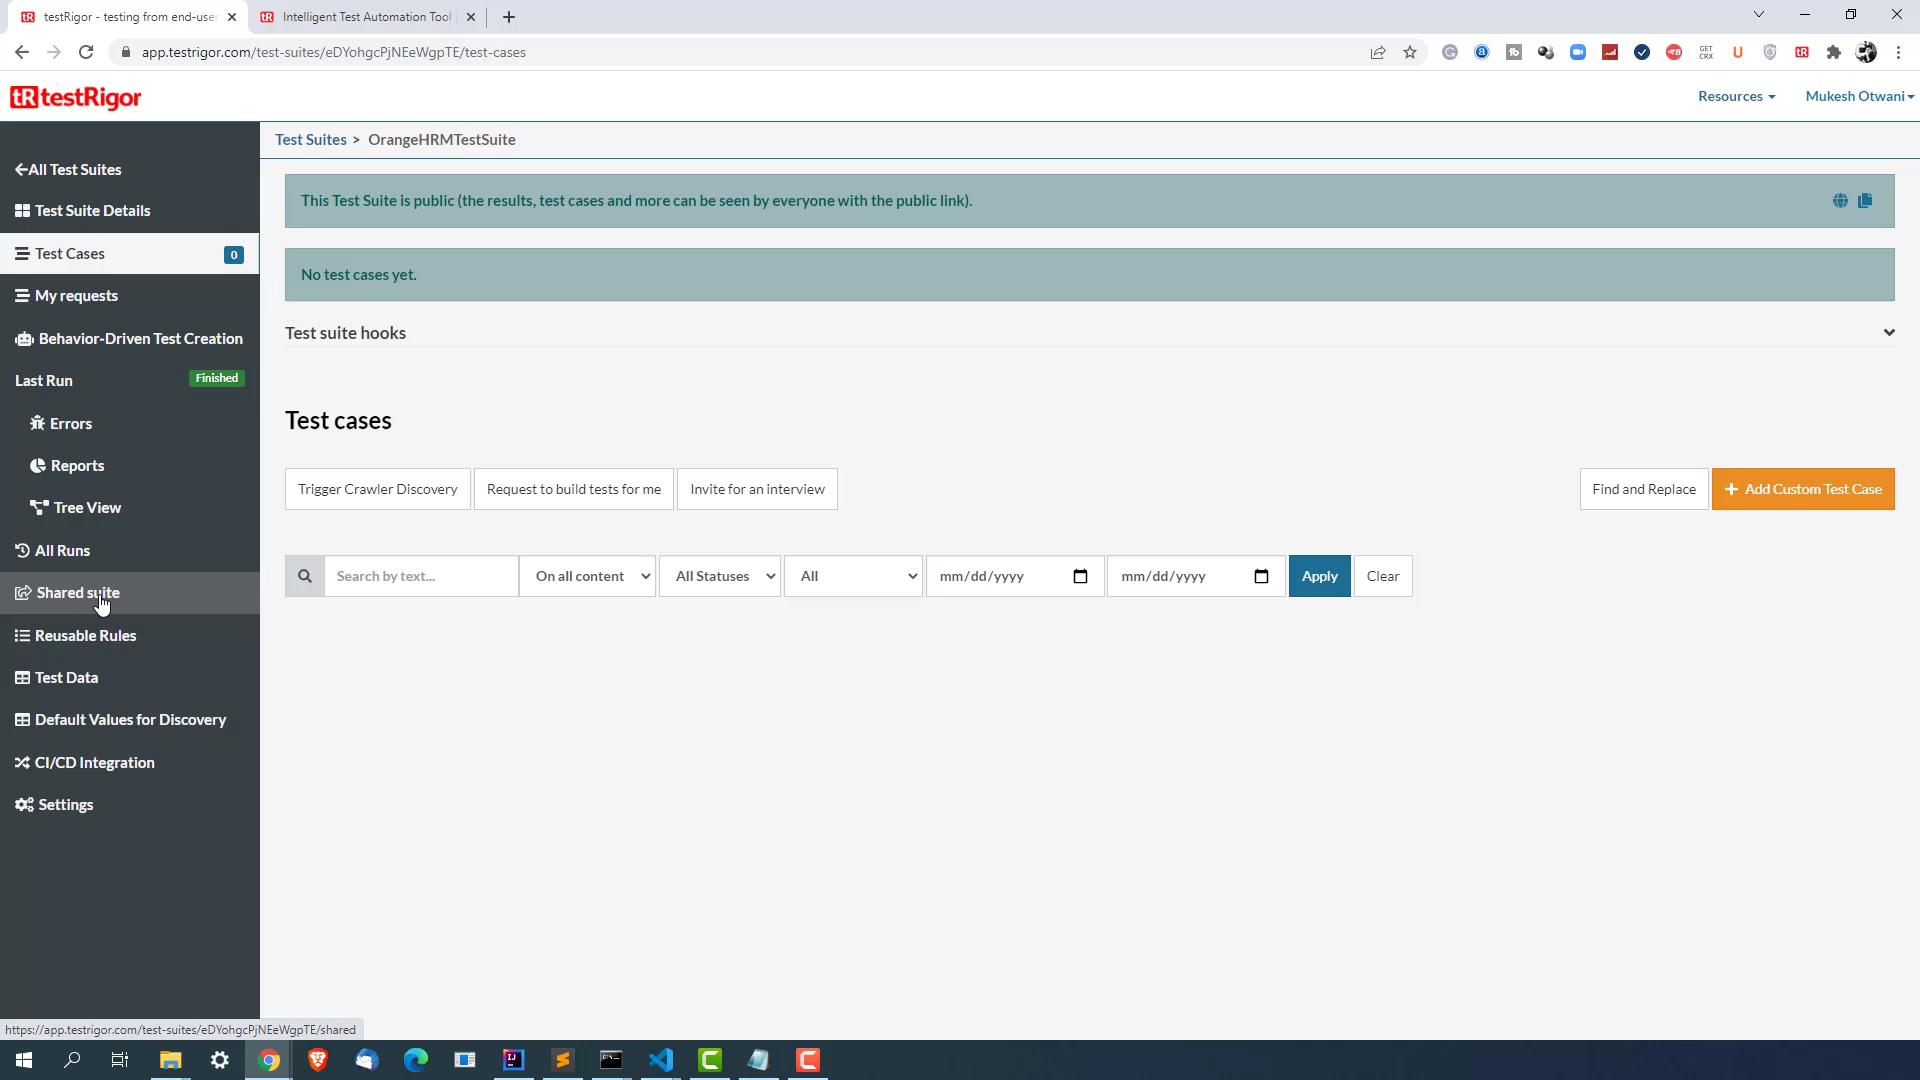 testRigor - testing from end-user
Intelligent Test Automation Tool
app.testrigor.com/test-suites/eDYohgcPjNEeWgpTE/test-cases
GET
CRX
tR testRigor
Resources
Mukesh Otwani
All Test Suites
Test Suite Details
Test Cases
0
My requests
Behavior-Driven Test Creation
Last Run
Finished
Errors
Reports
Tree View
All Runs
Shared suite
Reusable Rules
Test Data
Default Values for Discovery
CI/CD Integration
Settings
Test Suites > OrangeHRMTestSuite
This Test Suite is public (the results, test cases and more can be seen by everyone with the public link).
No test cases yet.
Test suite hooks
Test cases
Trigger Crawler Discovery
Request to build tests for me
Invite for an interview
Find and Replace
+ Add Custom Test Case
Search by text...
On all content
All Statuses
All
mm/dd/yyyy
mm/dd/yyyy
Apply
Clear
https://app.testrigor.com/test-suites/eDYohgcPjNEeWgpTE/shared